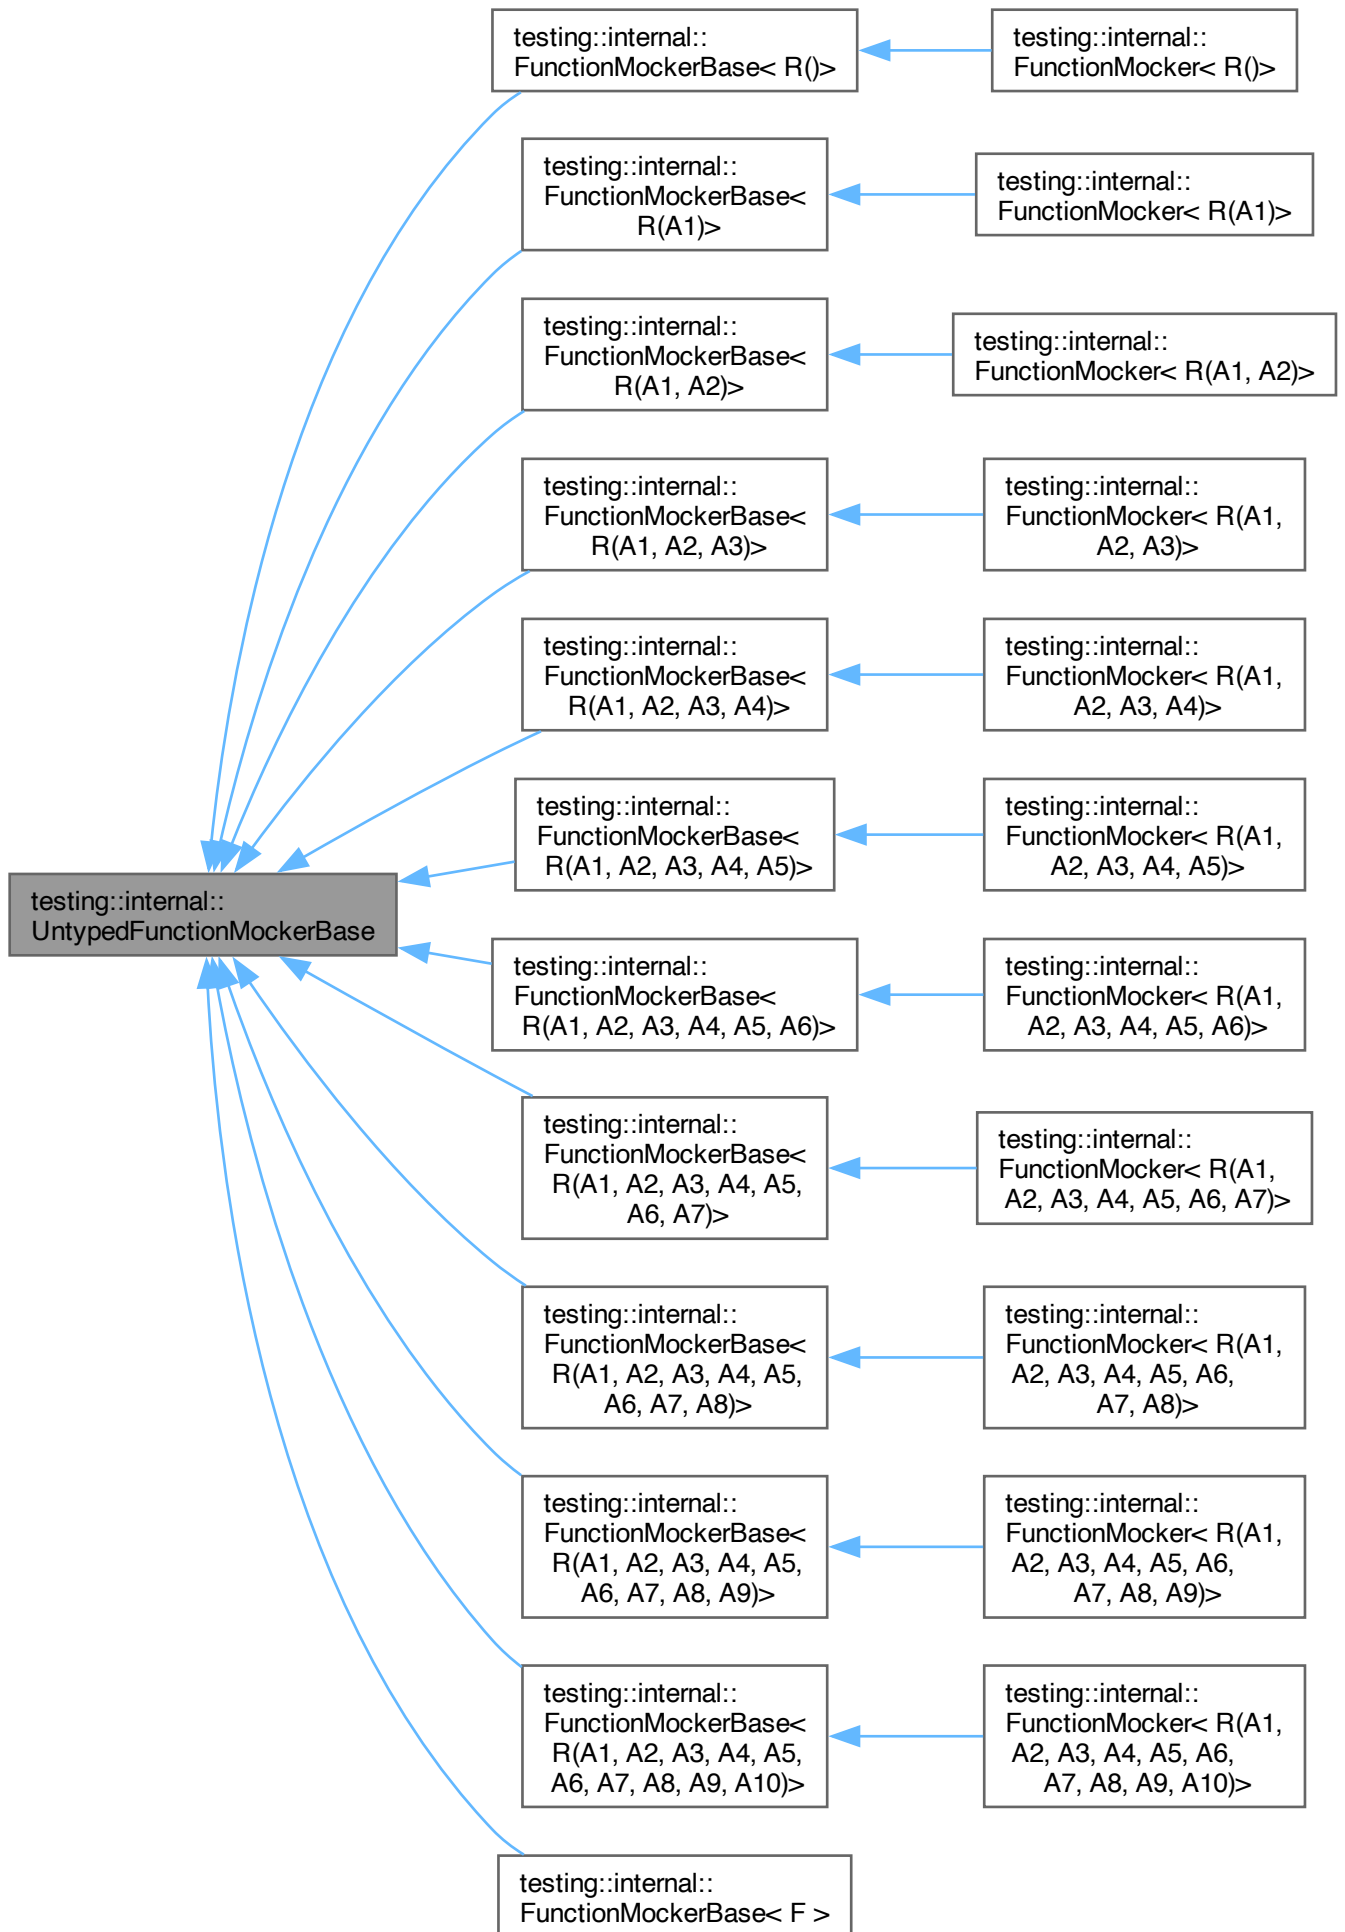 testing::internal::
FunctionMockerBase< R()>
testing::internal::
FunctionMocker< R()>
testing::internal::
FunctionMockerBase<
R(A1)>
testing::internal::
FunctionMocker< R(A1)>
testing::internal::
FunctionMockerBase<
R(A1, A2)>
testing::internal::
FunctionMocker< R(A1, A2)>
testing::internal::
FunctionMockerBase<
R(A1, A2, A3)>
testing::internal::
FunctionMocker< R(A1,
A2, A3)>
testing::internal::
FunctionMockerBase<
R(A1, A2, A3, A4)>
testing::internal::
FunctionMocker< R(A1,
A2, A3, A4)>
testing::internal::
FunctionMockerBase<
R(A1, A2, A3, A4, A5)>
testing::internal::
FunctionMocker< R(A1,
A2, A3, A4, A5)>
testing::internal::
UntypedFunctionMockerBase
testing::internal::
FunctionMockerBase<
R(A1, A2, A3, A4, A5, A6)>
testing::internal::
FunctionMocker< R(A1,
A2, A3, A4, A5, A6)>
testing::internal::
FunctionMockerBase<
R(A1, A2, A3, A4, A5,
A6, A7)>
testing::internal::
FunctionMocker< R(A1,
A2, A3, A4, A5, A6, A7)>
testing::internal::
FunctionMockerBase<
R(A1, A2, A3, A4, A5,
A6, A7, A8)>
testing::internal::
FunctionMocker< R(A1,
A2, A3, A4, A5, A6,
A7, A8)>
testing::internal::
FunctionMockerBase<
R(A1, A2, A3, A4, A5,
A6, A7, A8, A9)>
testing::internal::
FunctionMocker< R(A1,
A2, A3, A4, A5, A6,
A7, A8, A9)>
testing::internal::
FunctionMockerBase<
R(A1, A2, A3, A4, A5,
A6, A7, A8, A9, A10)>
testing::internal::
FunctionMocker< R(A1,
A2, A3, A4, A5, A6,
A7, A8, A9, A10)>
testing::internal::
FunctionMockerBase< F >